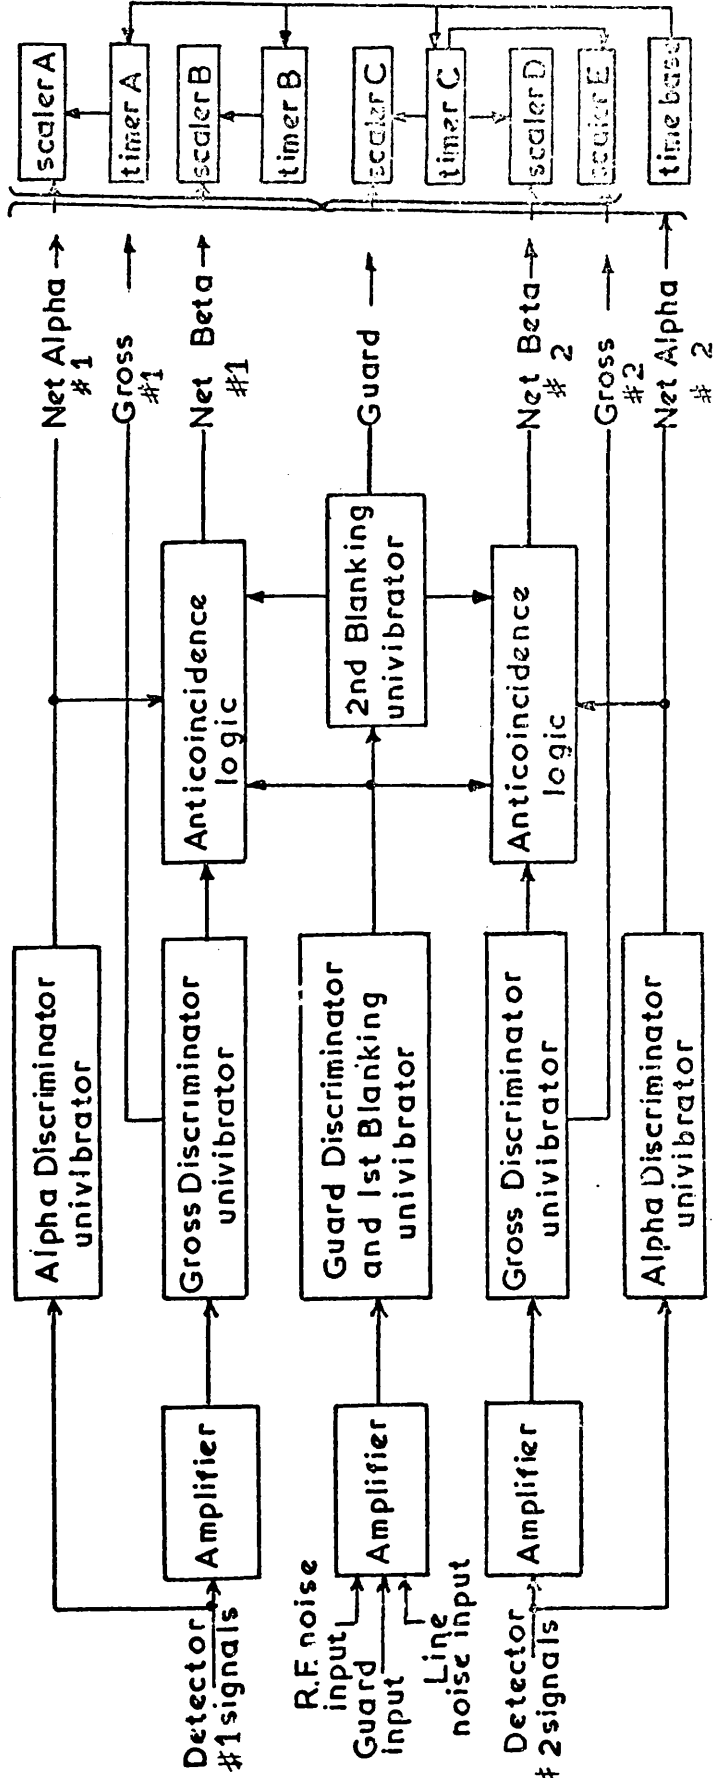 Detector
#1 signals
R.F. noise
input
Guard
input
Line
noise input
Detector
#2 signals
Amplifier
Amplifier
Amplifier
Alpha Discriminator
univibrator
Gross Discriminator
univibrator
Guard Discriminator
and 1st Blanking
univibrator
Gross Discriminator
univibrator
Alpha Discriminator
univibrator
Anticoincidence
logic
2nd Blanking
univibrator
Anticoincidence
logic
Net Alpha
#1
Gross
#1
Net Beta
#1
Guard
Net Beta
# 2
Gross
#2
Net Alpha
# 2
scaler A
timer A
scaler B
timer B
scaler C
timer C
scaler D
scaler E
time base